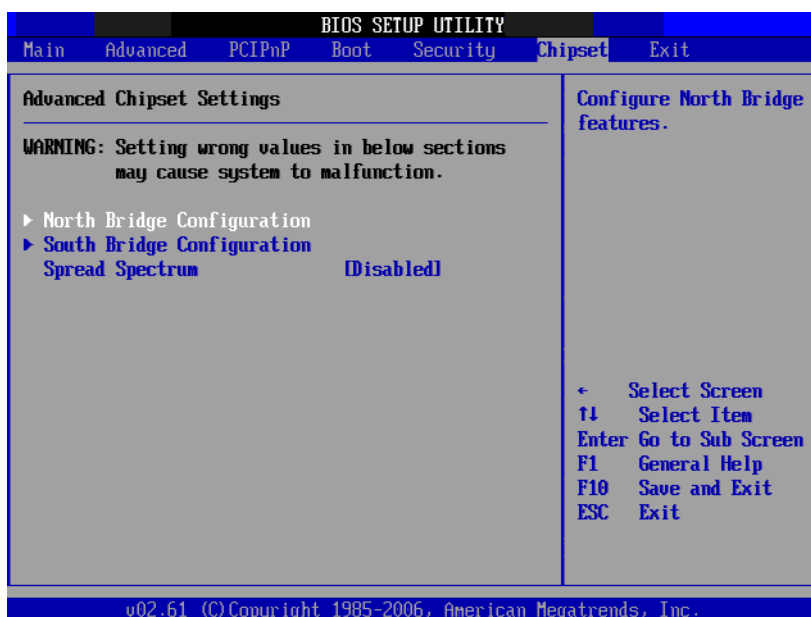 BIOS SETUP UTILITY
Main Advanced PCIPnP Boot Security Chipset Exit
Advanced Chipset Settings
WARNING: Setting wrong values in below sections
may cause system to malfunction.
▶ North Bridge Configuration
▶ South Bridge Configuration
Spread Spectrum [Disabled]
Configure North Bridge
features.
← Select Screen
↑↓ Select Item
Enter Go to Sub Screen
F1 General Help
F10 Save and Exit
ESC Exit
v02.61 (C)Copyright 1985-2006, American Megatrends, Inc.